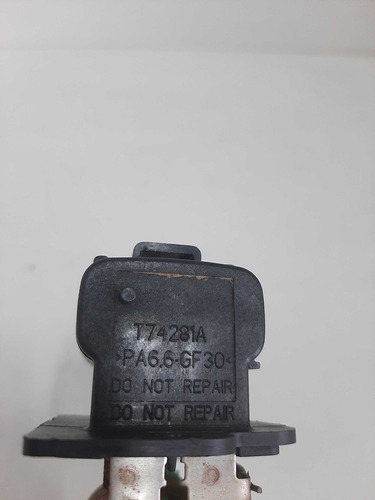 T74281A
>PA6.6-GF30<
DO NOT REPAIR
DO NOT REPAIR